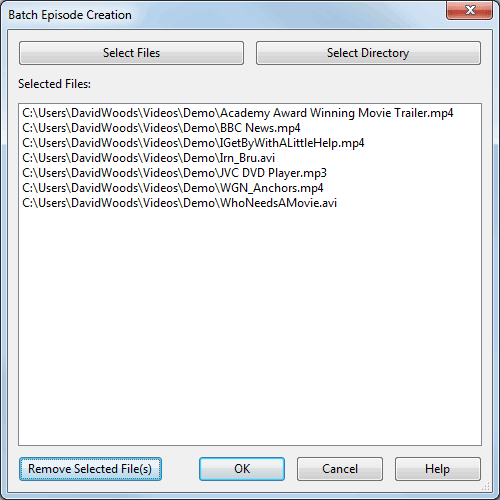 Batch Episode Creation
Select Files
Select Directory
Selected Files:
C:\Users\DavidWoods\Videos\Demo\Academy Award Winning Movie Trailer.mp4
C:\Users\DavidWoods\Videos\Demo\BBC News.mp4
C:\Users\DavidWoods\Videos\Demo\IGetByWithALittleHelp.mp4
C:\Users\DavidWoods\Videos\Demo\Irn_Bru.avi
C:\Users\DavidWoods\Videos\Demo\JVC DVD Player.mp3
C:\Users\DavidWoods\Videos\Demo\WGN_Anchors.mp4
C:\Users\DavidWoods\Videos\Demo\WhoNeedsAMovie.avi
Remove Selected File(s)
OK
Cancel
Help